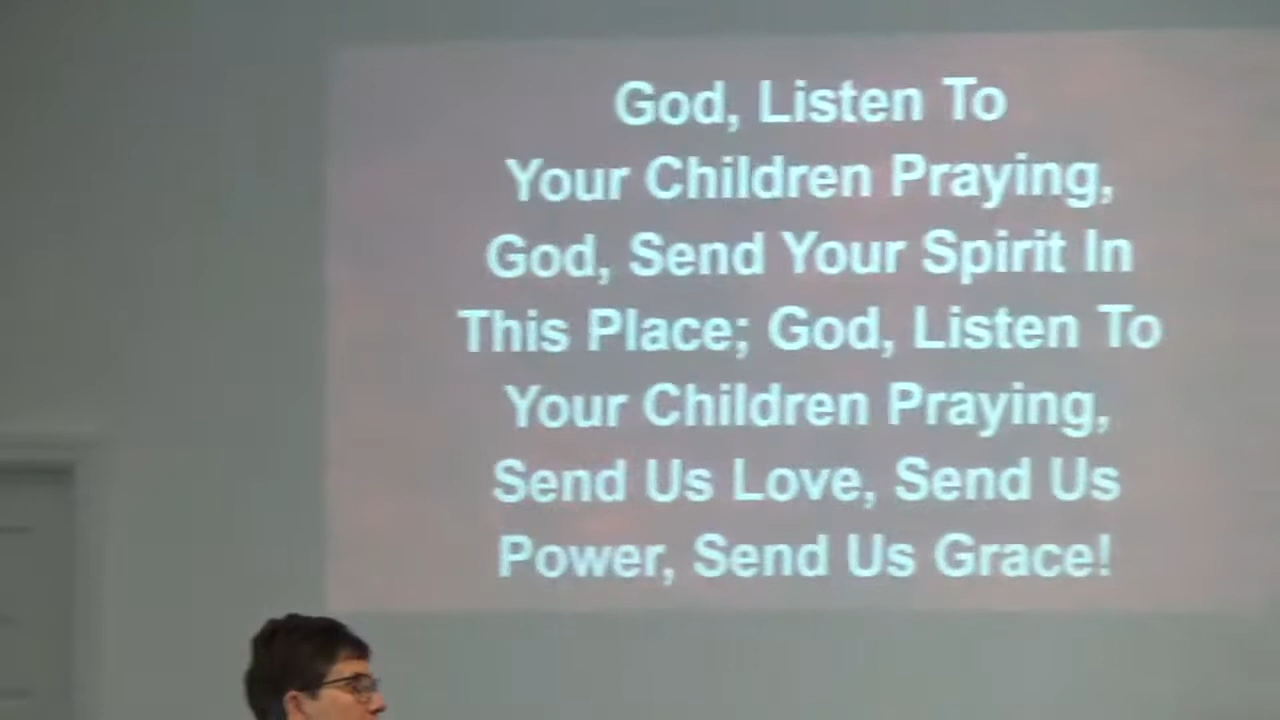 God, Listen To
Your Children Praying,
God, Send Your Spirit In
This Place; God, Listen To
Your Children Praying,
Send Us Love, Send Us
Power, Send Us Grace!